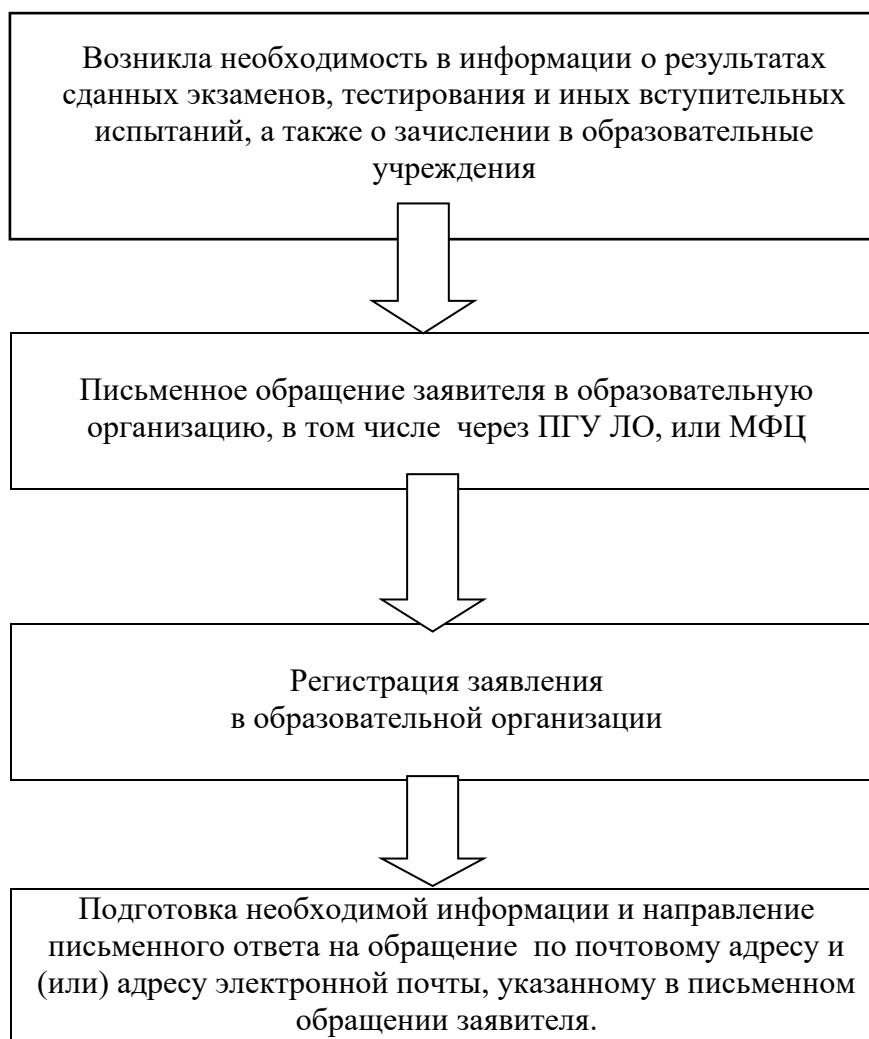 Возникла необходимость в информации о результатах
сданных экзаменов, тестирования и иных вступительных
испытаний, а также о зачислении в образовательные
учреждения
Письменное обращение заявителя в образовательную
организацию, в том числе  через ПГУ ЛО, или МФЦ
Регистрация заявления
в образовательной организации
Подготовка необходимой информации и направление
письменного ответа на обращение  по почтовому адресу и
(или) адресу электронной почты, указанному в письменном
обращении заявителя.